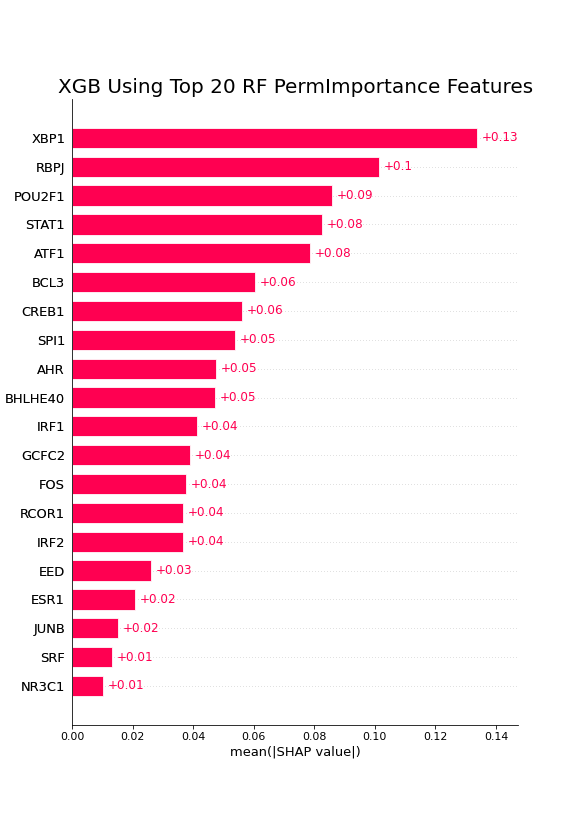 XGB Using Top 20 RF PermImportance Features
XBP1 +0.13
RBPJ +0.1
POU2F1 +0.09
STAT1 +0.08
ATF1 +0.08
BCL3 +0.06
CREB1 +0.06
SPI1 +0.05
AHR +0.05
BHLHE40 +0.05
IRF1 +0.04
GCFC2 +0.04
FOS +0.04
RCOR1 +0.04
IRF2 +0.04
EED +0.03
ESR1 +0.02
JUNB +0.02
SRF +0.01
NR3C1 +0.01
0.00 0.02 0.04 0.06 0.08 0.10 0.12 0.14
mean(|SHAP value|)